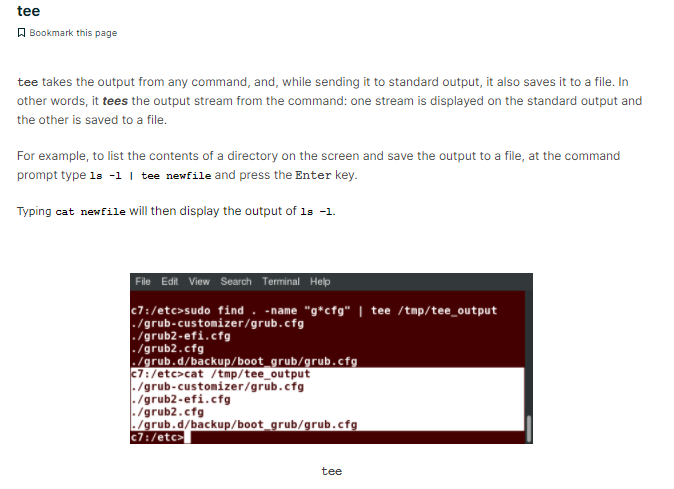 tee
Bookmark this page
tee takes the output from any command, and, while sending it to standard output, it also saves it to a file. In
other words, it tees the output stream from the command: one stream is displayed on the standard output and
the other is saved to a file.
For example, to list the contents of a directory on the screen and save the output to a file, at the command
prompt type ls -l | tee newfile and press the Enter key.
Typing cat newfile will then display the output of ls -l.
File Edit View Search Terminal Help
c7:/etc>sudo find . -name "g*cfg" | tee /tmp/tee_output
./grub-customizer/grub.cfg
./grub2-efi.cfg
./grub2.cfg
./grub.d/backup/boot_grub/grub.cfg
c7:/etc>cat /tmp/tee_output
./grub-customizer/grub.cfg
./grub2-efi.cfg
./grub2.cfg
./grub.d/backup/boot_grub/grub.cfg
c7:/etc>
tee